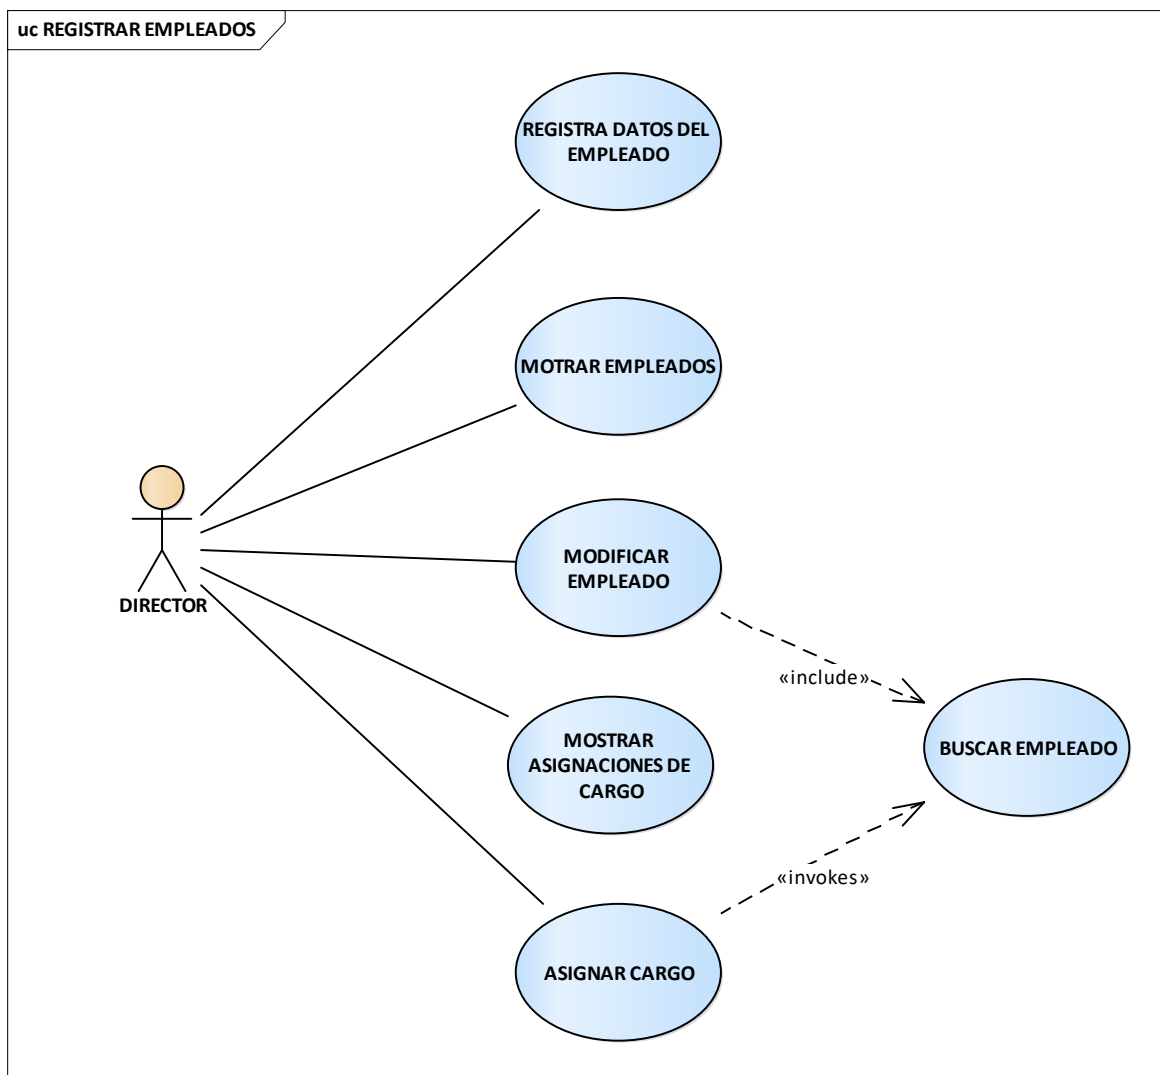 uc REGISTRAR EMPLEADOS
REGISTRA DATOS DEL
EMPLEADO
MOTRAR EMPLEADOS
MODIFICAR
EMPLEADO
DIRECTOR
«include»
MOSTRAR
ASIGNACIONES DE
CARGO
BUSCAR EMPLEADO
«invokes»
ASIGNAR CARGO